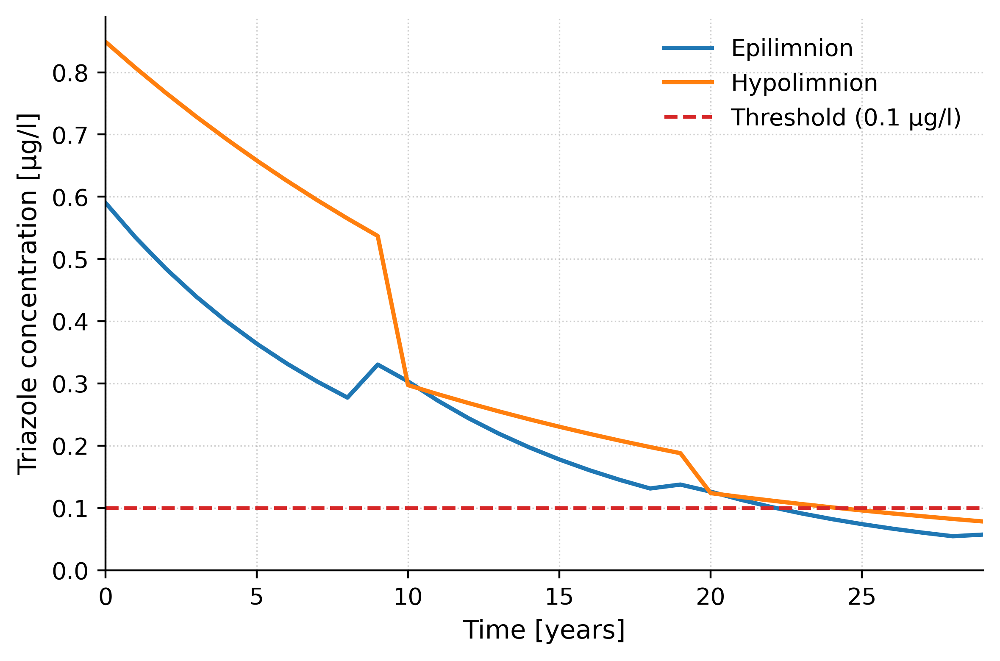 Epilimnion
Hypolimnion
Threshold (0.1 µg/l)
Triazole concentration [µg/l]
0.8
0.7
0.6
0.5
0.4
0.3
0.2
0.1
0.0
0 5 10 15 20 25
Time [years]